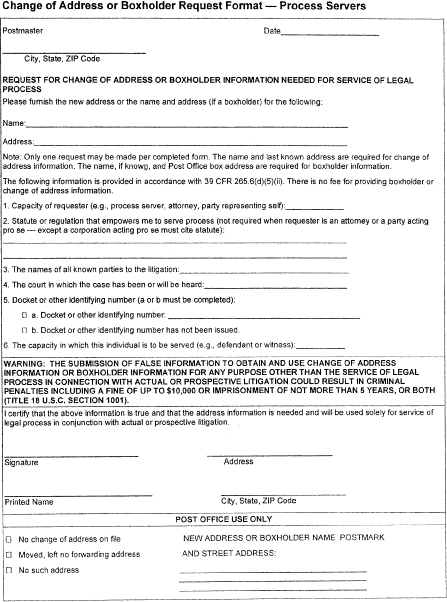 Change of Address or Boxholder Request Format — Process Servers
Postmaster Date
City, State, ZIP Code
REQUEST FOR CHANGE OF ADDRESS OR BOXHOLDER INFORMATION NEEDED FOR SERVICE OF LEGAL
PROCESS
Please furnish the new address or the name and address (if a boxholder) for the following:
Name:
Address:
Note: Only one request may be made per completed form. The name and last known address are required for change of
address information. The name, if known, and Post Office box address are required for boxholder information.
The following information is provided in accordance with 39 CFR 265.6(d)(5)(ii). There is no fee for providing boxholder or
change of address information.
1. Capacity of requester (e.g., process server, attorney, party representing self):
2. Statute or regulation that empowers me to serve process (not required when requester is an attorney or a party acting
pro se — except a corporation acting pro se must cite statute):
3. The names of all known parties to the litigation:
4. The court in which the case has been or will be heard:
5. Docket or other identifying number (a or b must be completed):
☐ a. Docket or other identifying number:
☐ b. Docket or other identifying number has not been issued.
6. The capacity in which this individual is to be served (e.g., defendant or witness):
WARNING: THE SUBMISSION OF FALSE INFORMATION TO OBTAIN AND USE CHANGE OF ADDRESS
INFORMATION OR BOXHOLDER INFORMATION FOR ANY PURPOSE OTHER THAN THE SERVICE OF LEGAL
PROCESS IN CONNECTION WITH ACTUAL OR PROSPECTIVE LITIGATION COULD RESULT IN CRIMINAL
PENALTIES INCLUDING A FINE OF UP TO $10,000 OR IMPRISONMENT OF NOT MORE THAN 5 YEARS, OR BOTH
(TITLE 18 U.S.C. SECTION 1001).
I certify that the above information is true and that the address information is needed and will be used solely for service of
legal process in conjunction with actual or prospective litigation.
Signature Address
Printed Name City, State, ZIP Code
POST OFFICE USE ONLY
☐ No change of address on file NEW ADDRESS OR BOXHOLDER NAME POSTMARK
☐ Moved, left no forwarding address AND STREET ADDRESS:
☐ No such address